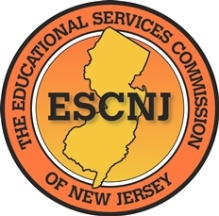 THE EDUCATIONAL SERVICES COMMISSION
ESCNJ
OF NEW JERSEY